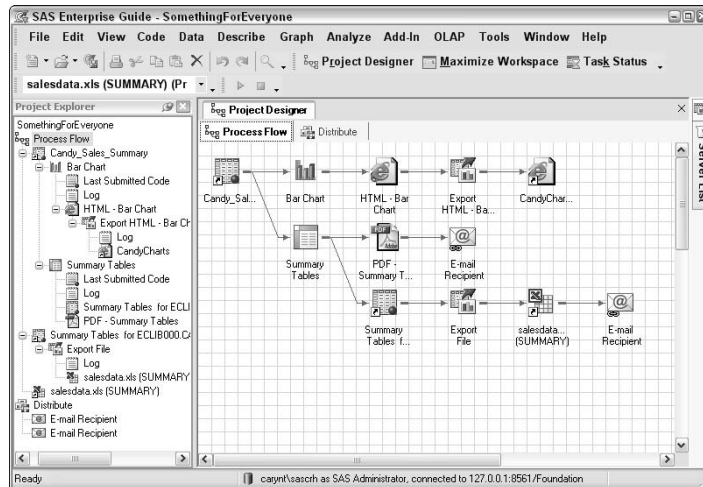 SAS Enterprise Guide - SomethingForEveryone
File Edit View Code Data Describe Graph Analyze Add-In OLAP Tools Window Help
Project Designer Maximize Workspace Task Status
salesdata.xls (SUMMARY) (Pr
Project Explorer
SomethingForEveryone
Process Flow
Candy_Sales_Summary
Bar Chart
Last Submitted Code
Log
HTML - Bar Chart
Export HTML - Bar Ch
Log
CandyCharts
Summary Tables
Last Submitted Code
Log
Summary Tables for ECLI
PDF - Summary Tables
Summary Tables for ECLIB000.CA
Export File
Log
salesdata.xls (SUMMARY
salesdata.xls (SUMMARY)
Distribute
E-mail Recipient
E-mail Recipient
Project Designer
Process Flow Distribute
Candy_Sal...
Bar Chart
HTML - Bar
Chart
Export
HTML - Ba...
CandyChar...
Summary
Tables
PDF -
Summary T...
E-mail
Recipient
Summary
Tables f...
Export
File
salesdata...
(SUMMARY)
E-mail
Recipient
Server List
Ready
carynt\sascrh as SAS Administrator, connected to 127.0.0.1:8561/Foundation